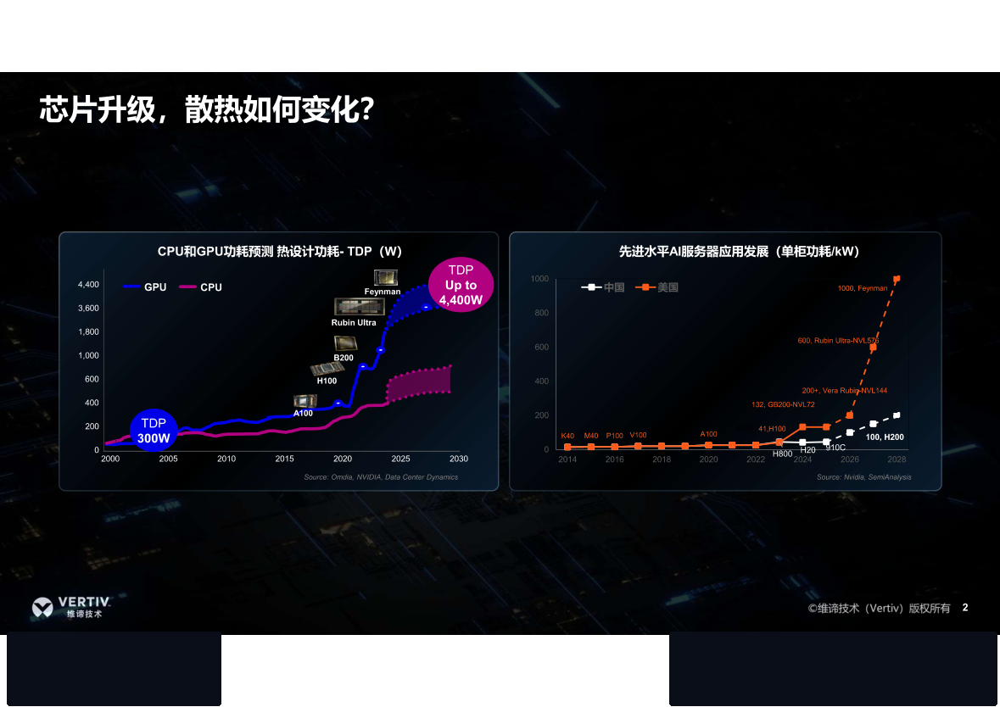 芯片升级，散热如何变化?
CPU和GPU功耗预测 热设计功耗- TDP（W）
4,400
3,600
1,800
1,000
600
400
200
0
GPU
CPU
TDP
Up to
4,400W
Feynman
Rubin Ultra
B200
H100
A100
TDP
300W
2000 2005 2010 2015 2020 2025 2030
Source: Omdia, NVIDIA, Data Center Dynamics
先进水平AI服务器应用发展（单柜功耗/kW）
1000
800
600
400
200
0
中国
美国
1000, Feynman
600, Rubin Ultra-NVL576
200+, Vera Rubin-NVL144
132, GB200-NVL72
41,H100
K40 M40 P100 V100 A100
H800 H20 910C
100, H200
2014 2016 2018 2020 2022 2024 2026 2028
Source: Nvidia, SemiAnalysis
VERTIV™
维谛技术
©维谛技术（Vertiv）版权所有 2